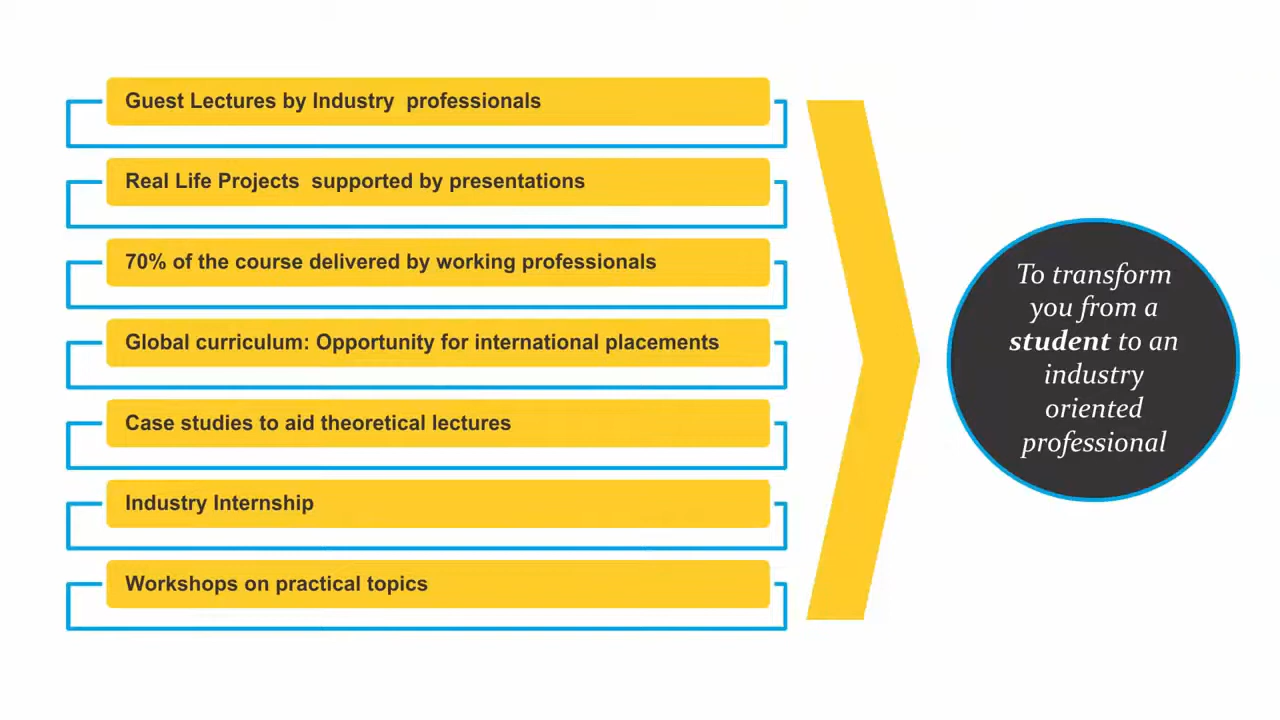 Guest Lectures by Industry  professionals
Real Life Projects  supported by presentations
70% of the course delivered by working professionals
Global curriculum: Opportunity for international placements
Case studies to aid theoretical lectures
Industry Internship
Workshops on practical topics
To transform
you from a
student to an
industry
oriented
professional